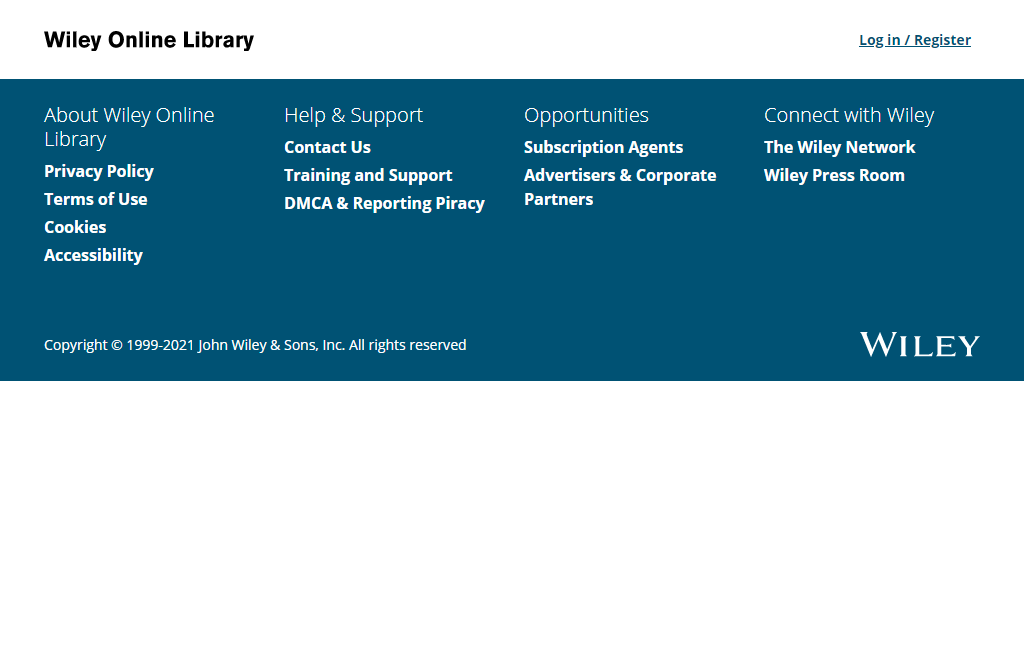 Wiley Online Library
Log in / Register
About Wiley Online
Library
Privacy Policy
Terms of Use
Cookies
Accessibility
Help & Support
Contact Us
Training and Support
DMCA & Reporting Piracy
Opportunities
Subscription Agents
Advertisers & Corporate
Partners
Connect with Wiley
The Wiley Network
Wiley Press Room
Copyright © 1999-2021 John Wiley & Sons, Inc. All rights reserved
WILEY